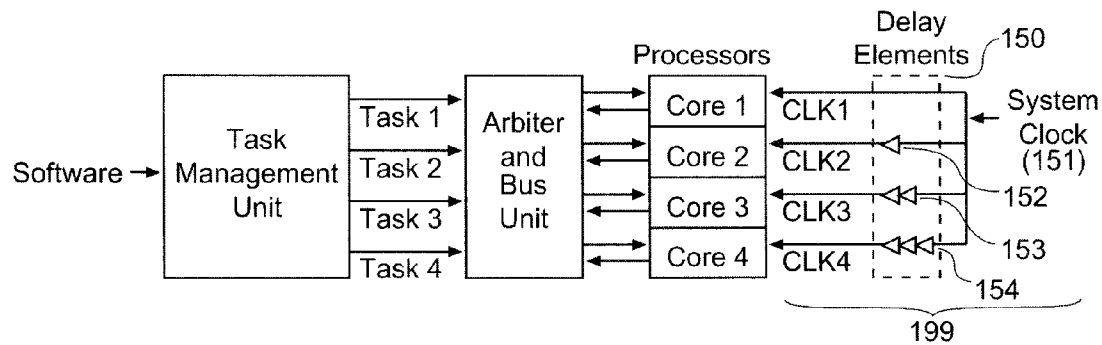 Software
Task
Management
Unit
Task 1
Task 2
Task 3
Task 4
Arbiter
and
Bus
Unit
Processors
Core 1
Core 2
Core 3
Core 4
CLK1
CLK2
CLK3
CLK4
Delay
Elements
150
System
Clock
(151)
152
153
154
199